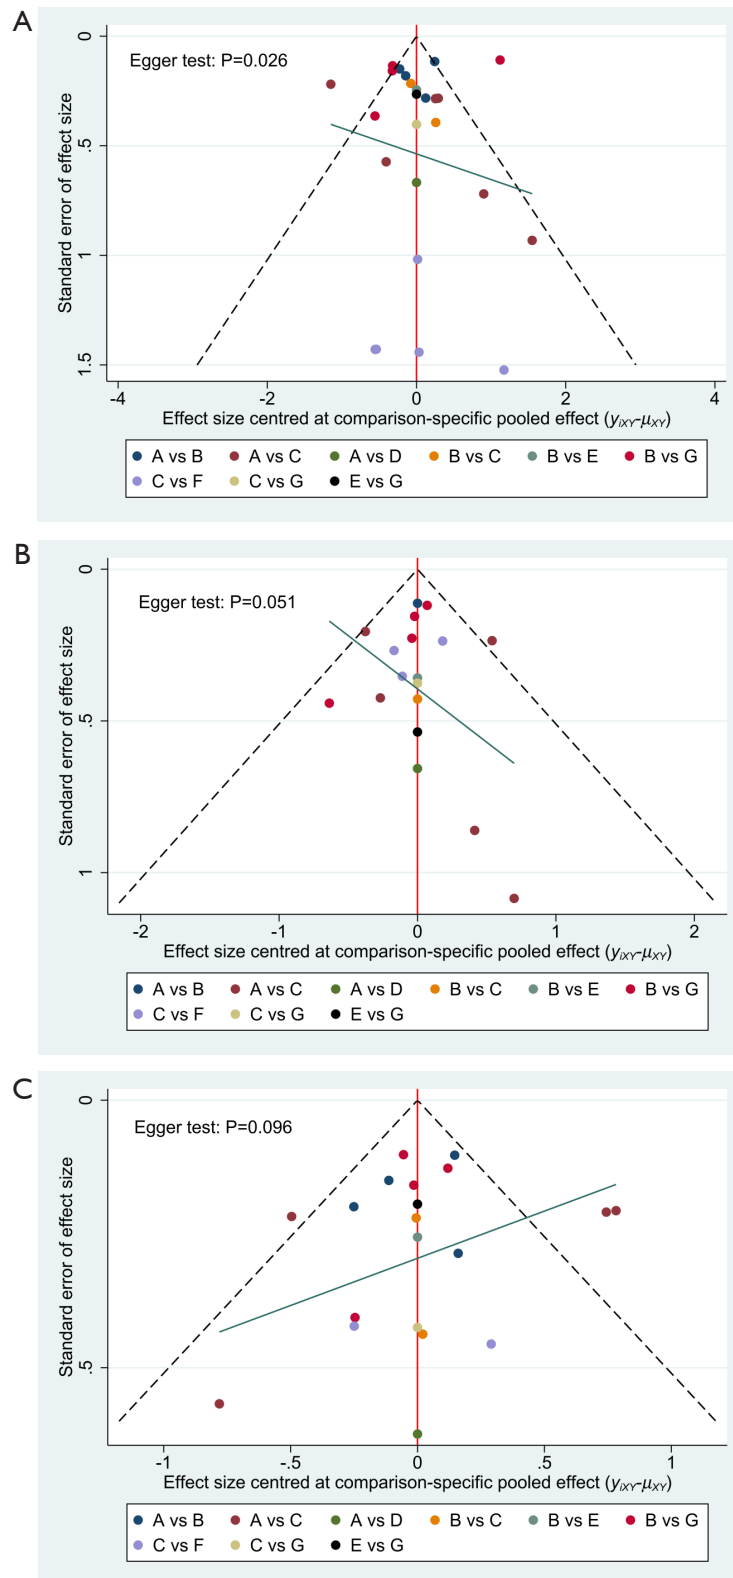 A
Egger test: P=0.026
Standard error of effect size
0
.5
1
1.5
-4 -2 0 2 4
Effect size centred at comparison-specific pooled effect (yiXY-μXY)
A vs B A vs C A vs D B vs C B vs E B vs G
C vs F C vs G E vs G
B
Egger test: P=0.051
Standard error of effect size
0
.5
1
-2 -1 0 1 2
Effect size centred at comparison-specific pooled effect (yiXY-μXY)
A vs B A vs C A vs D B vs C B vs E B vs G
C vs F C vs G E vs G
C
Egger test: P=0.096
Standard error of effect size
0
.5
-1 -.5 0 .5 1
Effect size centred at comparison-specific pooled effect (yiXY-μXY)
A vs B A vs C A vs D B vs C B vs E B vs G
C vs F C vs G E vs G